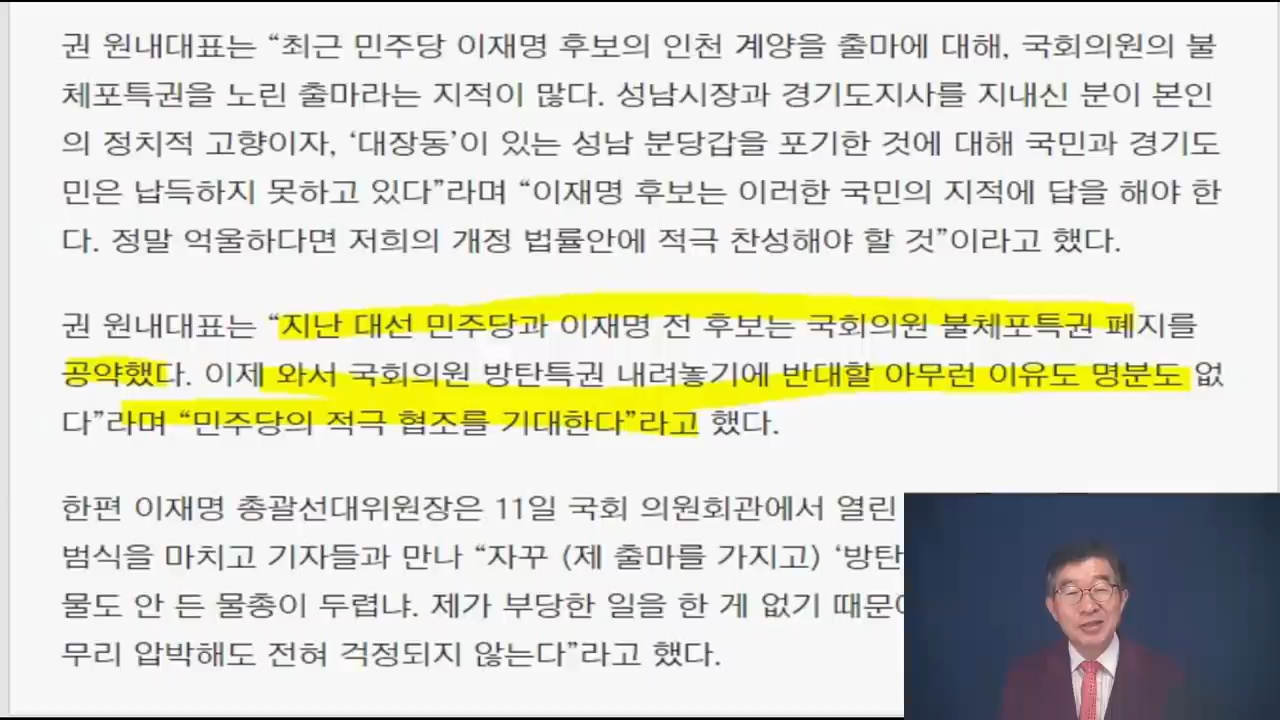 권 원내대표는 “최근 민주당 이재명 후보의 인천 계양을 출마에 대해, 국회의원의 불
체포특권을 노린 출마라는 지적이 많다. 성남시장과 경기도지사를 지내신 분이 본인
의 정치적 고향이자, ‘대장동’이 있는 성남 분당갑을 포기한 것에 대해 국민과 경기도
민은 납득하지 못하고 있다”라며 “이재명 후보는 이러한 국민의 지적에 답을 해야 한
다. 정말 억울하다면 저희의 개정 법률안에 적극 찬성해야 할 것”이라고 했다.
권 원내대표는 “지난 대선 민주당과 이재명 전 후보는 국회의원 불체포특권 폐지를
공약했다. 이제 와서 국회의원 방탄특권 내려놓기에 반대할 아무런 이유도 명분도 없
다”라며 “민주당의 적극 협조를 기대한다”라고 했다.
한편 이재명 총괄선대위원장은 11일 국회 의원회관에서 열린
범식을 마치고 기자들과 만나 “자꾸 (제 출마를 가지고) ‘방탄
물도 안 든 물총이 두렵냐. 제가 부당한 일을 한 게 없기 때문
무리 압박해도 전혀 걱정되지 않는다”라고 했다.